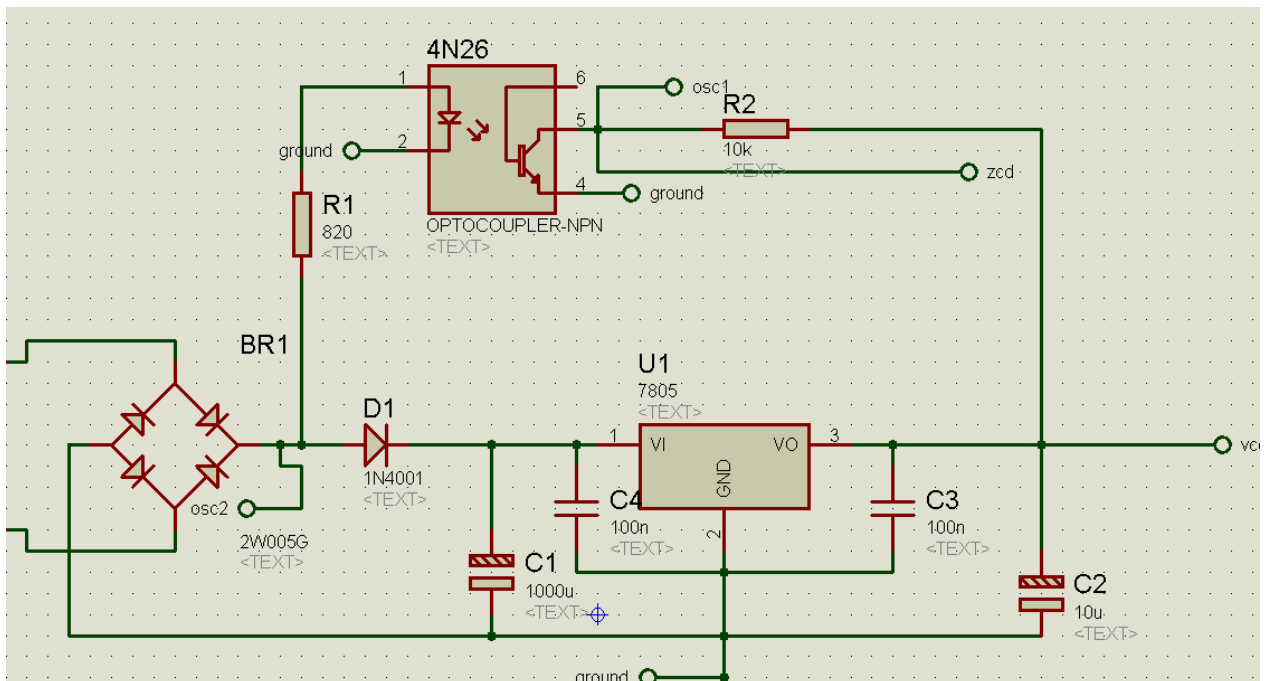 4N26
1
6
osc1
R2
5
10k
<TEXT>
ground
2
zcd
4
ground
R1
820
<TEXT>
OPTOCOUPLER-NPN
<TEXT>
BR1
U1
7805
<TEXT>
D1
1
VI
VO
3
1N4001
<TEXT>
GND
2
osc2
C4
100n
<TEXT>
C3
100n
<TEXT>
2W005G
<TEXT>
C1
1000u
<TEXT>
C2
10u
<TEXT>
ground